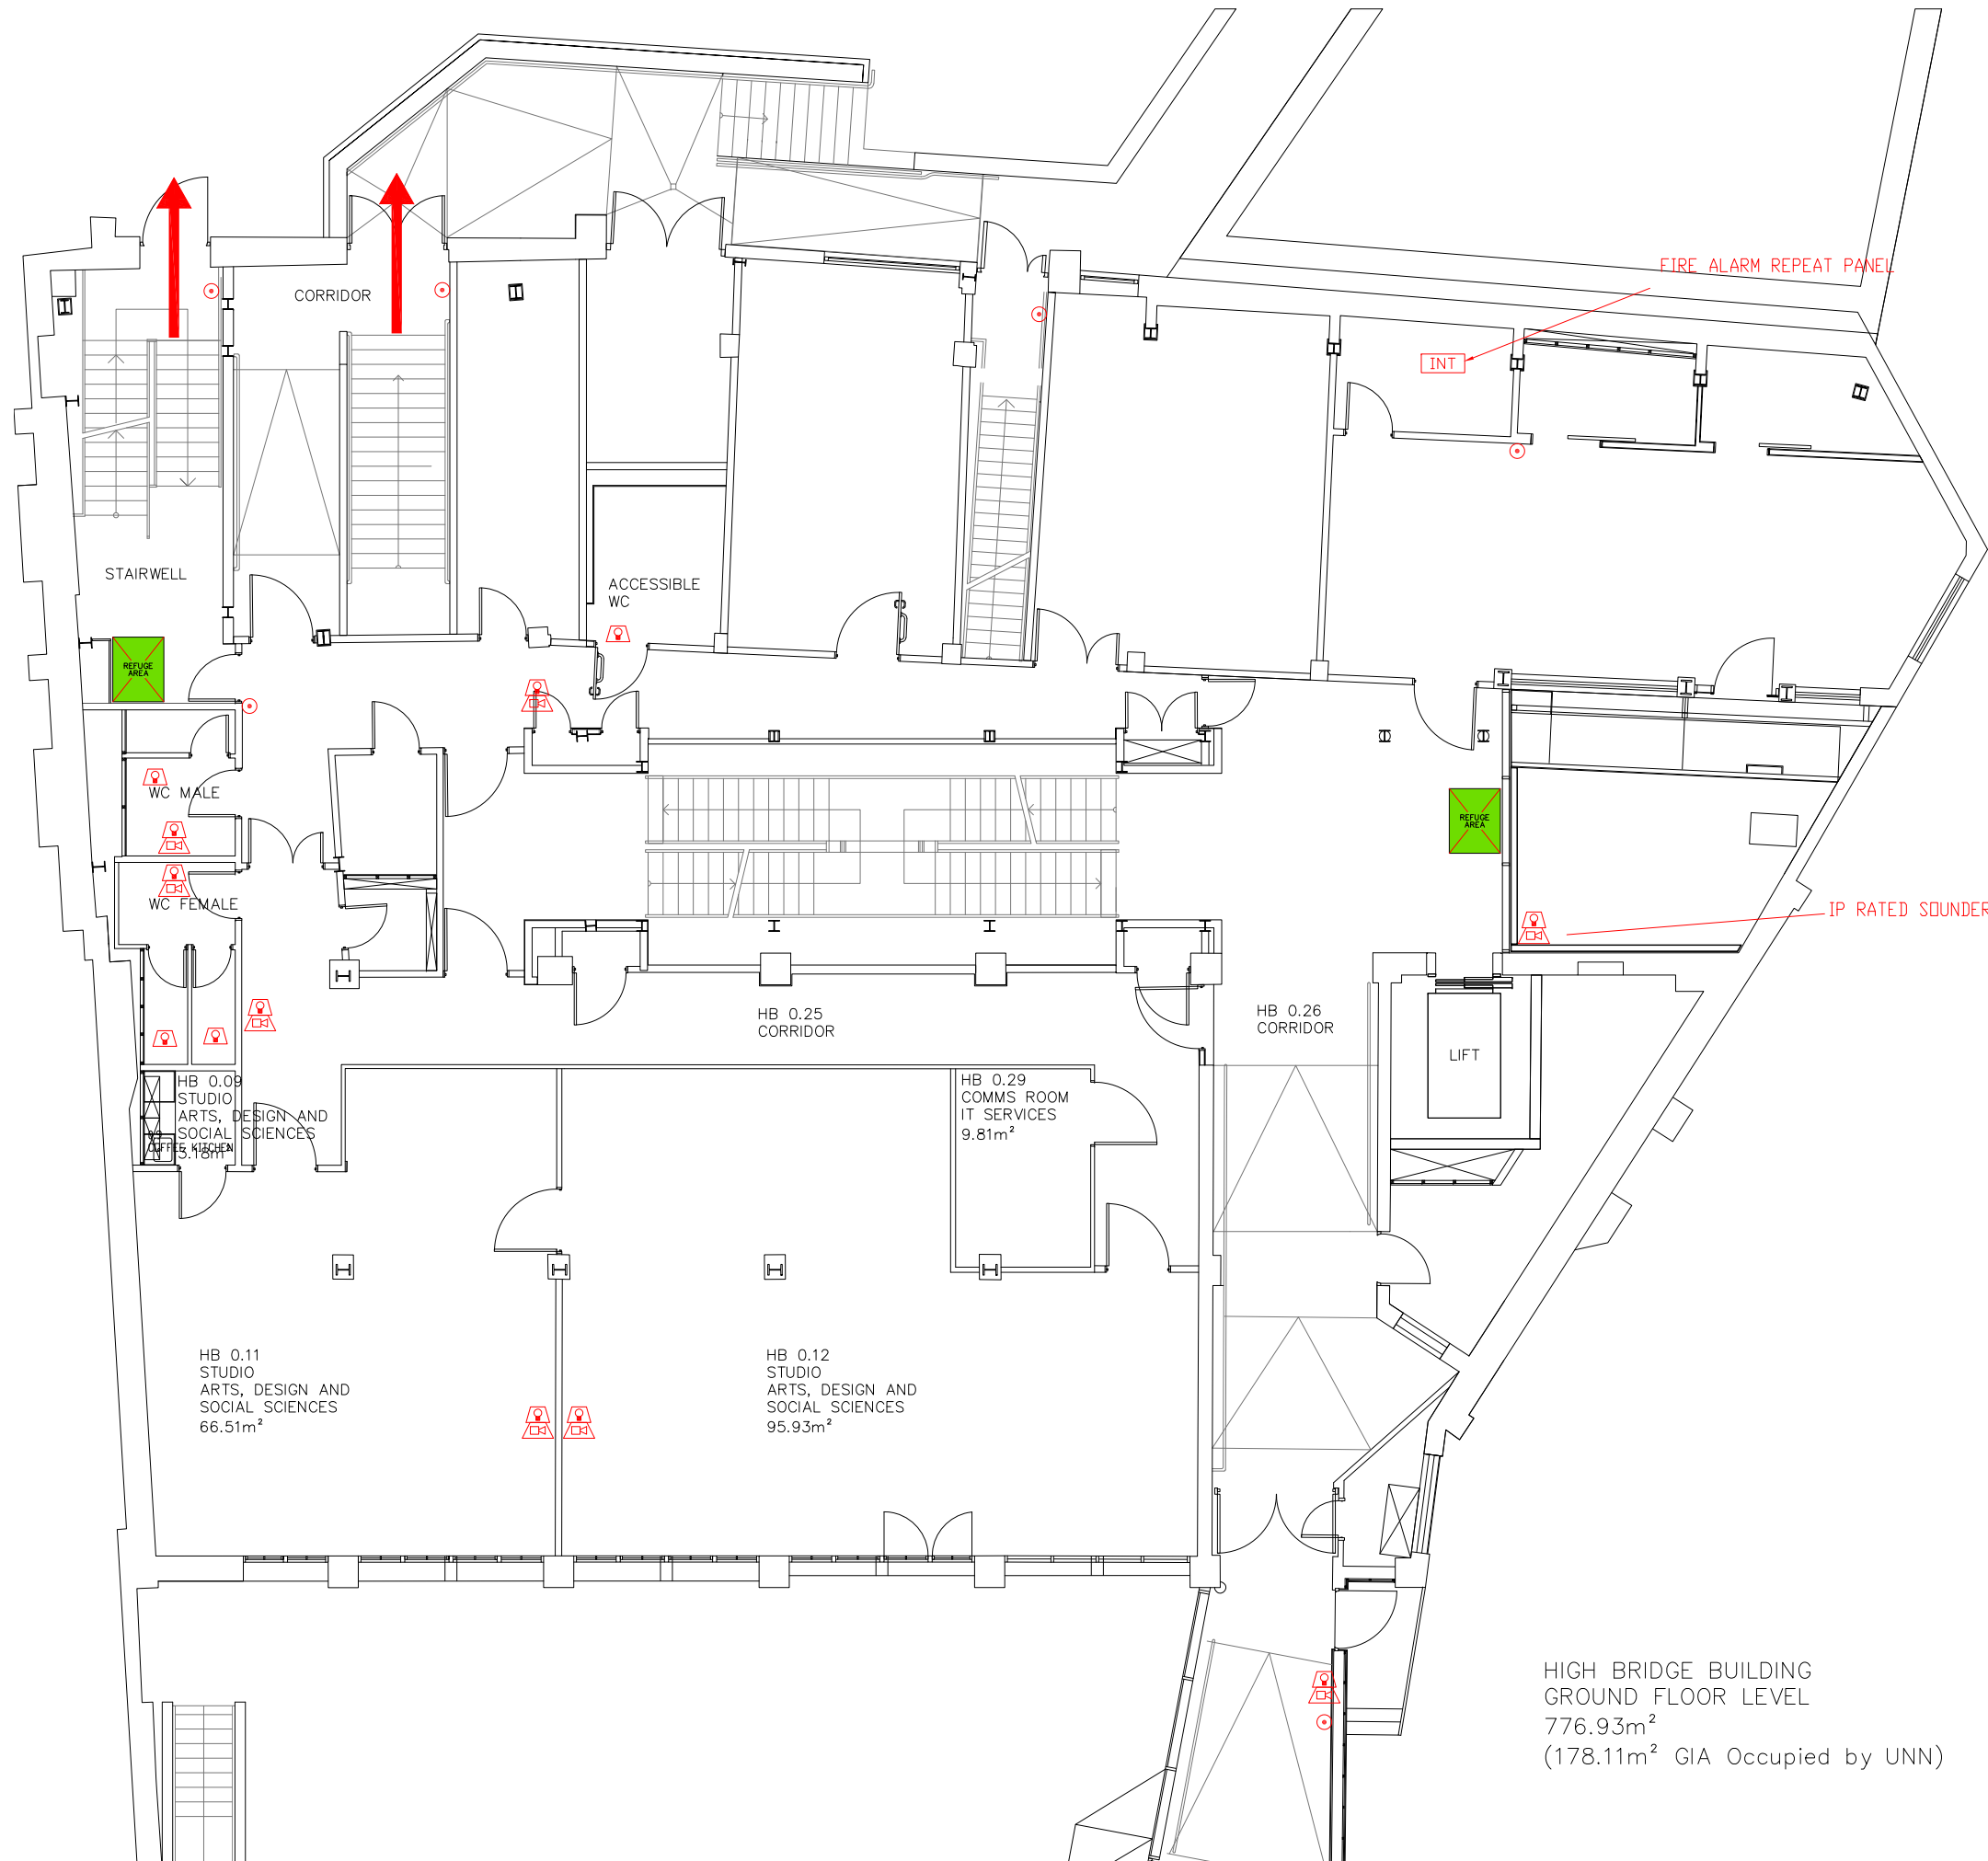 CORRIDOR
FIRE ALARM REPEAT PANEL
INT
STAIRWELL
ACCESSIBLE
WC
REFUGE
AREA
WC MALE
REFUGE
AREA
WC FEMALE
IP RATED SOUNDER
HB 0.25
CORRIDOR
HB 0.26
CORRIDOR
LIFT
HB 0.09
STUDIO
ARTS, DESIGN AND
SOCIAL SCIENCES
COFFEE KITCHEN
3.18m²
HB 0.29
COMMS ROOM
IT SERVICES
9.81m²
HB 0.11
STUDIO
ARTS, DESIGN AND
SOCIAL SCIENCES
66.51m²
HB 0.12
STUDIO
ARTS, DESIGN AND
SOCIAL SCIENCES
95.93m²
HIGH BRIDGE BUILDING
GROUND FLOOR LEVEL
776.93m²
(178.11m² GIA Occupied by UNN)